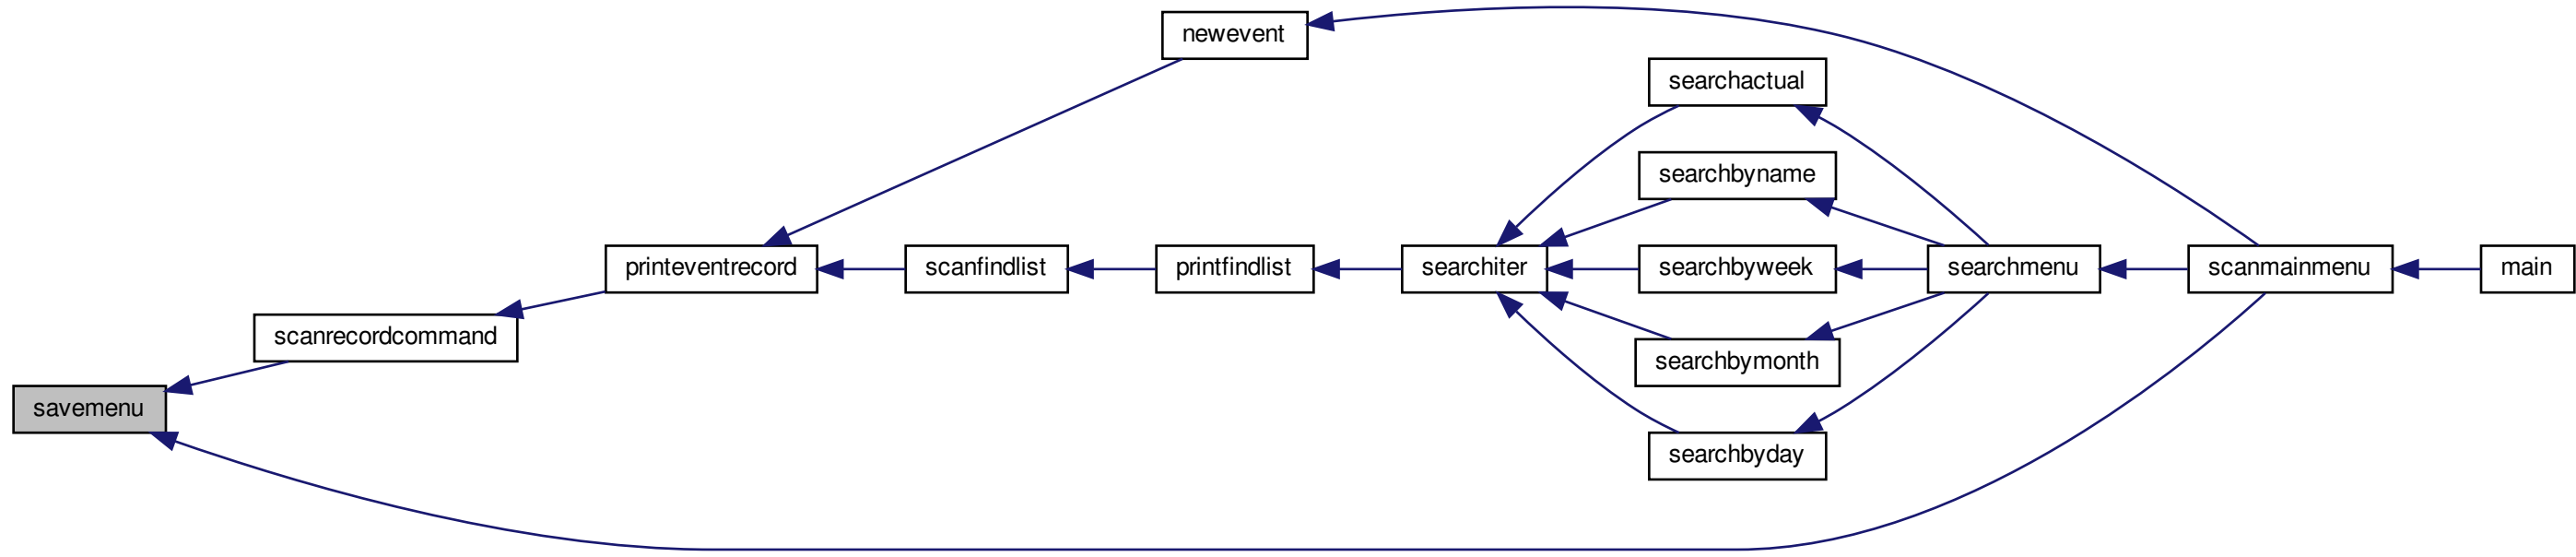 newevent
searchactual
searchbyname
printeventrecord
scanfindlist
printfindlist
searchiter
searchbyweek
searchmenu
scanmainmenu
main
scanrecordcommand
searchbymonth
savemenu
searchbyday